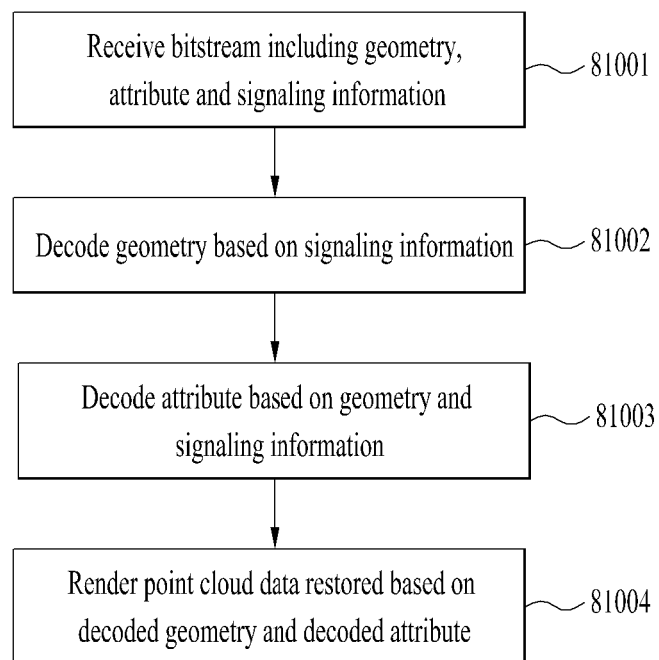 Receive bitstream including geometry,
attribute and signaling information
81001
Decode geometry based on signaling information
81002
Decode attribute based on geometry and
signaling information
81003
Render point cloud data restored based on
decoded geometry and decoded attribute
81004